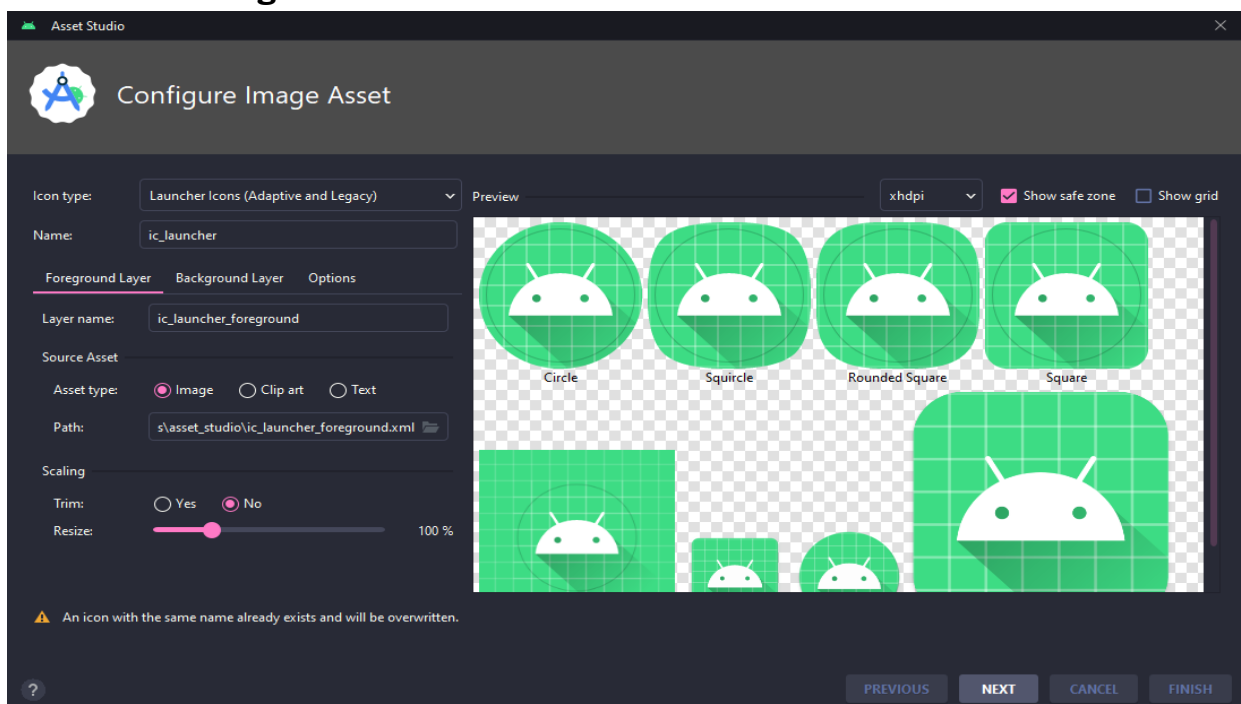 Asset Studio
Configure Image Asset
Icon type: Launcher Icons (Adaptive and Legacy)
Preview xhdpi Show safe zone Show grid
Name: ic_launcher
Foreground Layer Background Layer Options
Layer name: ic_launcher_foreground
Source Asset
Asset type: Image Clip art Text
Path: s\asset_studio\ic_launcher_foreground.xml
Scaling
Trim: Yes No
Resize: 100 %
Circle Squircle Rounded Square Square
An icon with the same name already exists and will be overwritten.
? PREVIOUS NEXT CANCEL FINISH